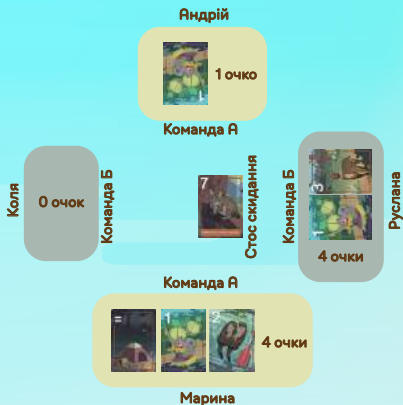 Андрій
1
1 очко
Команда А
Коля
0 очок
Команда Б
7
Стос скидання
Команда Б
3
1
4 очки
Руслана
Команда А
=
1
2
4 очки
Марина